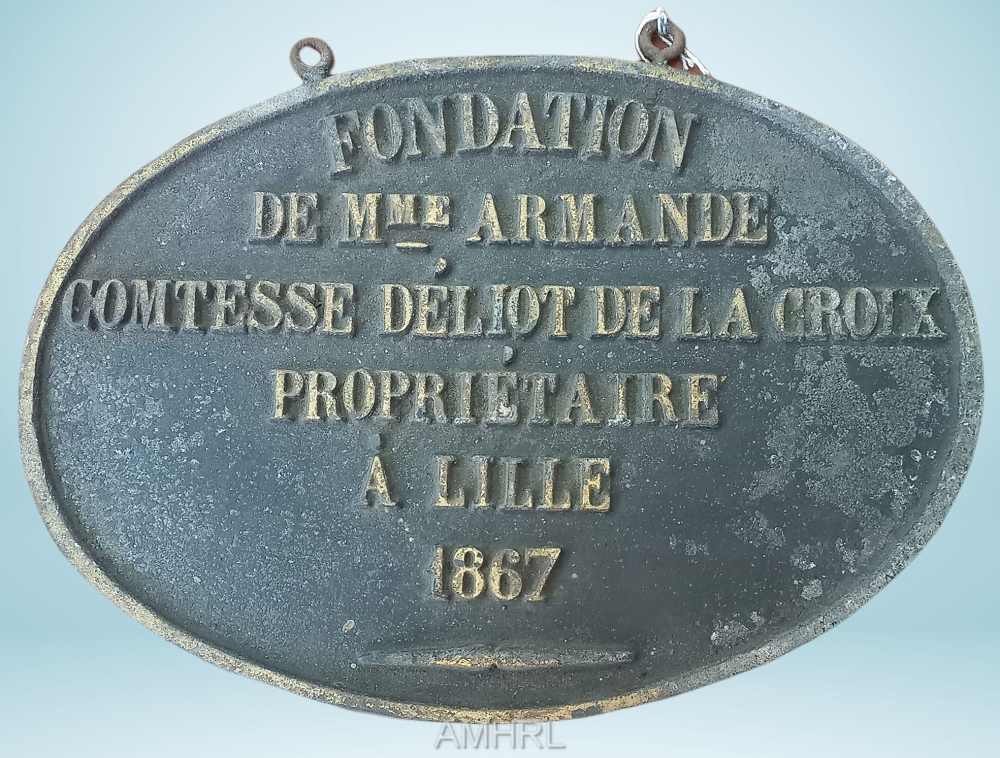 FONDATION
DE Mᴹᴱ ARMANDE
COMTESSE DÉLIOT DE LA CROIX
PROPRIÉTAIRE
À LILLE
1867
AMHRL